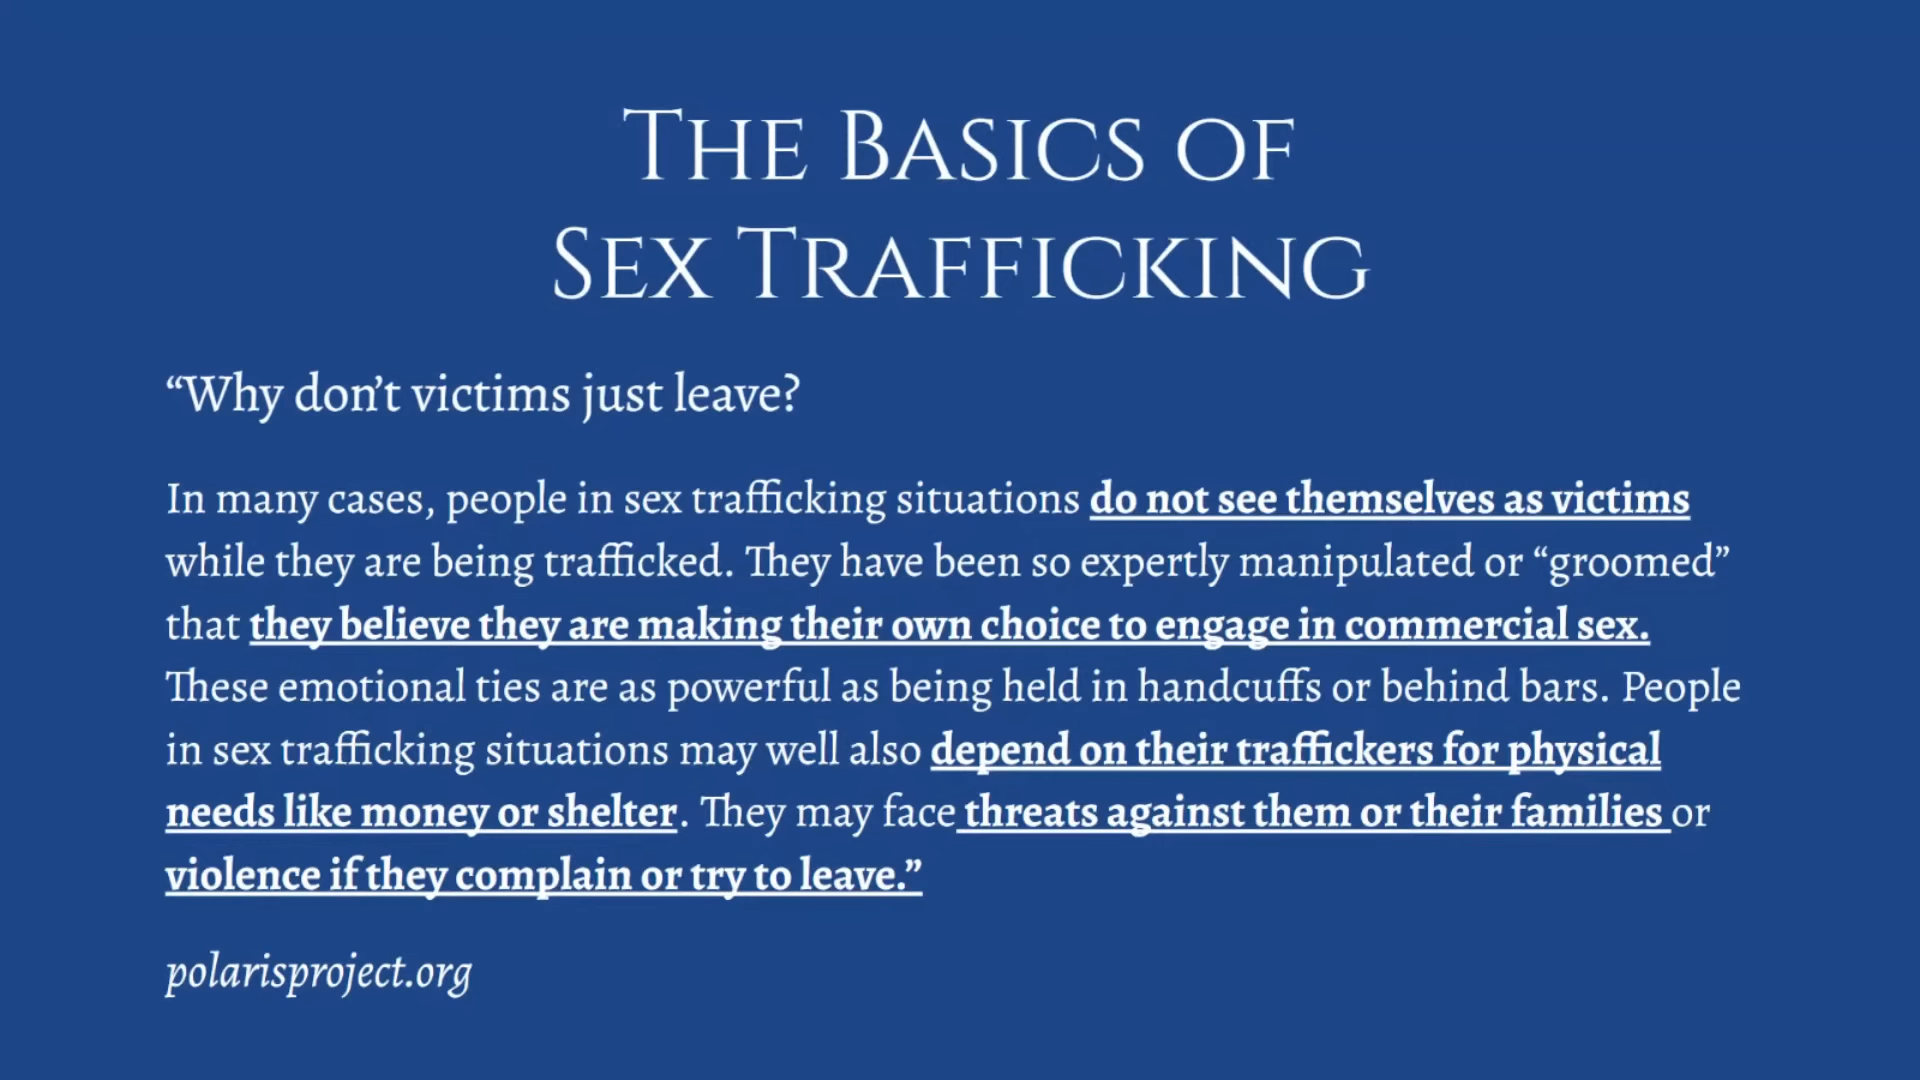 The Basics of
Sex Trafficking
“Why don’t victims just leave?
In many cases, people in sex trafficking situations do not see themselves as victims
while they are being trafficked. They have been so expertly manipulated or “groomed”
that they believe they are making their own choice to engage in commercial sex.
These emotional ties are as powerful as being held in handcuffs or behind bars. People
in sex trafficking situations may well also depend on their traffickers for physical
needs like money or shelter. They may face threats against them or their families or
violence if they complain or try to leave.”
polarisproject.org